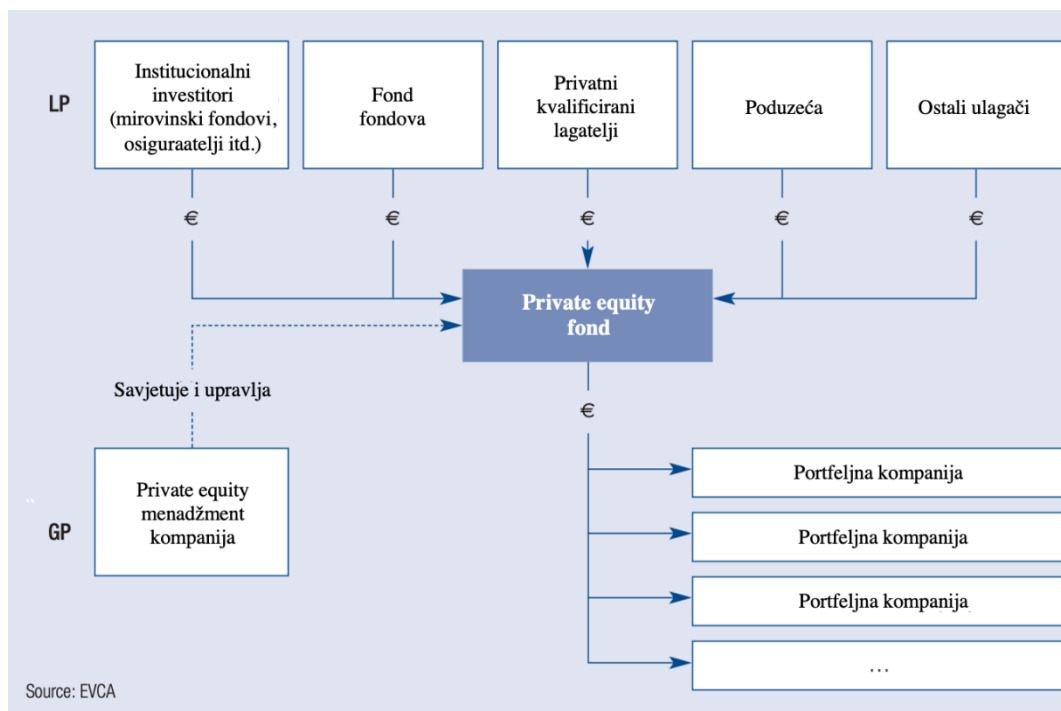 LP
Institucionalni
investitori
(mirovinski fondovi,
osiguraatelji itd.)
Fond
fondova
Privatni
kvalificirani
lagatelji
Poduzeća
Ostali ulagači
€
€
€
€
€
Private equity
fond
Savjetuje i upravlja
€
GP
Private equity
menadžment
kompanija
Portfeljna kompanija
Portfeljna kompanija
Portfeljna kompanija
...
Source: EVCA